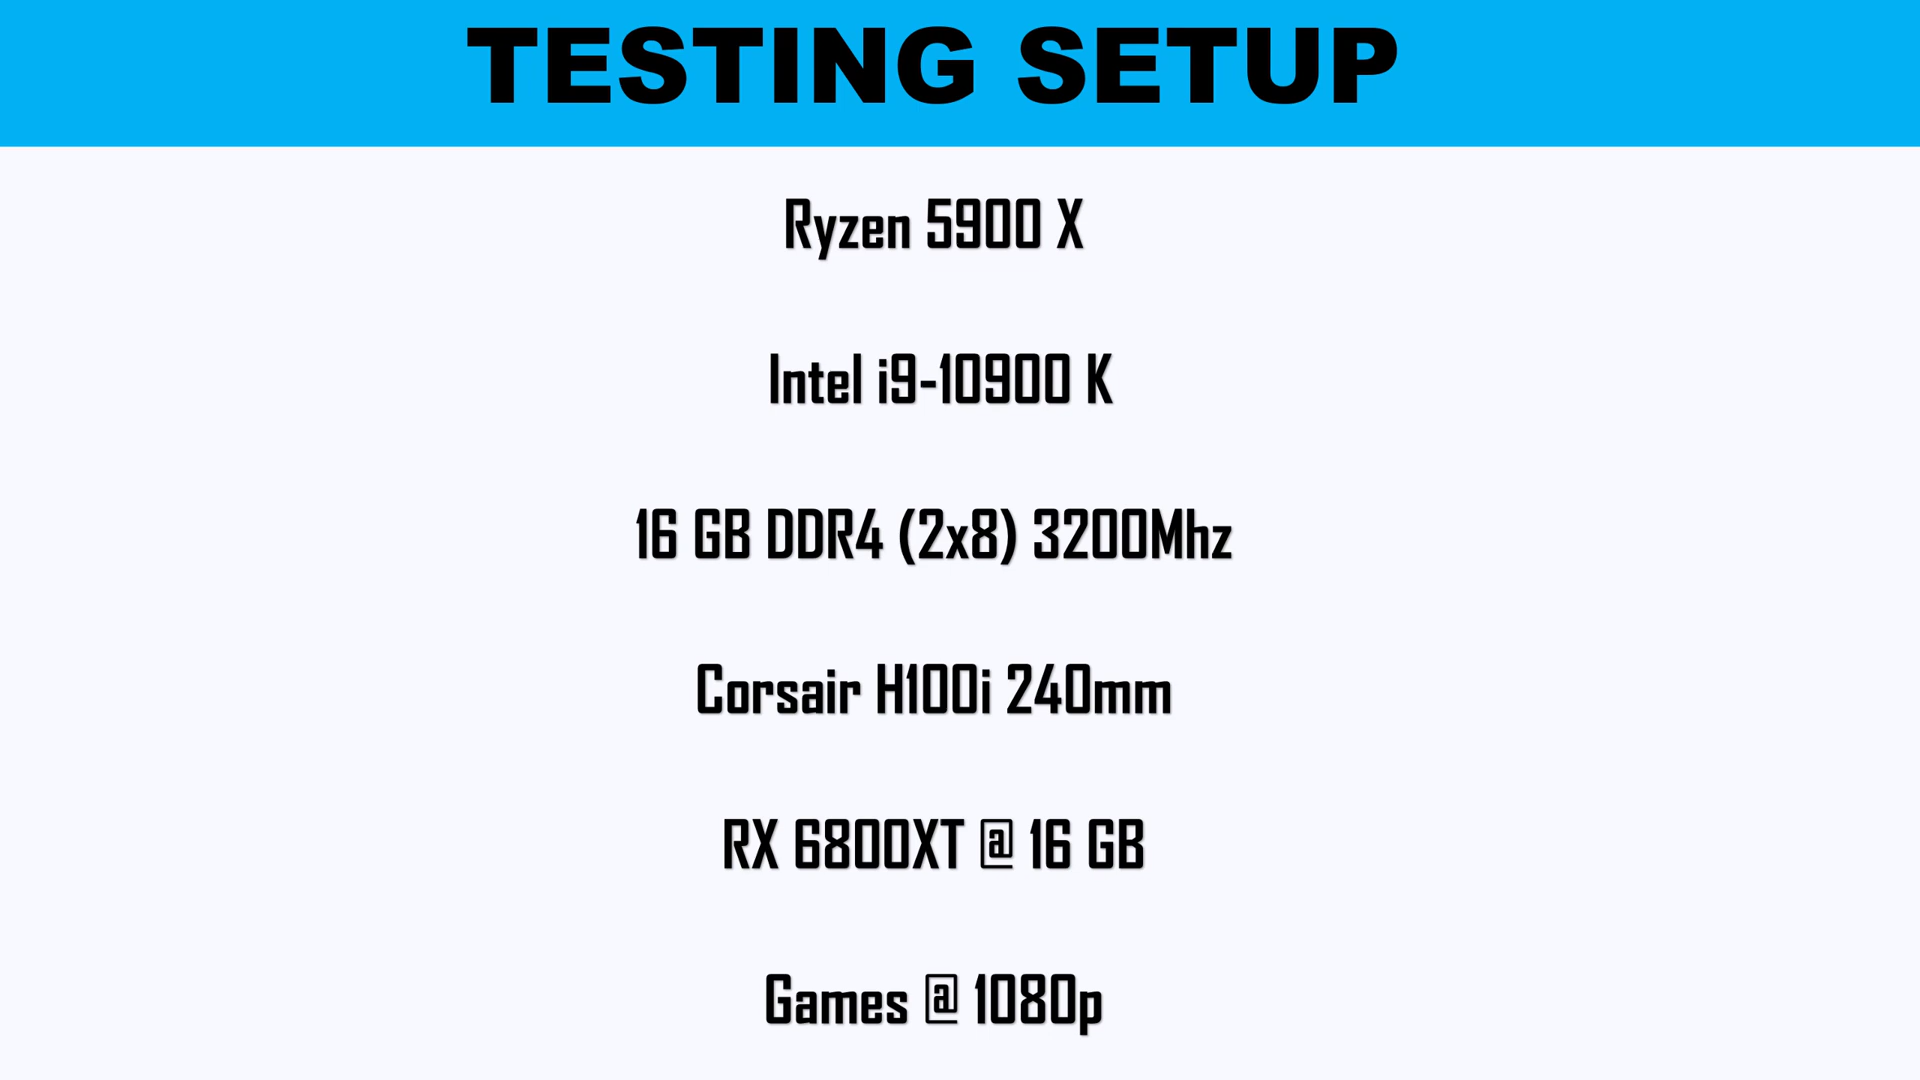 TESTING SETUP
Ryzen 5900 X
Intel i9-10900 K
16 GB DDR4 (2x8) 3200Mhz
Corsair H100i 240mm
RX 6800XT @ 16 GB
Games @ 1080p